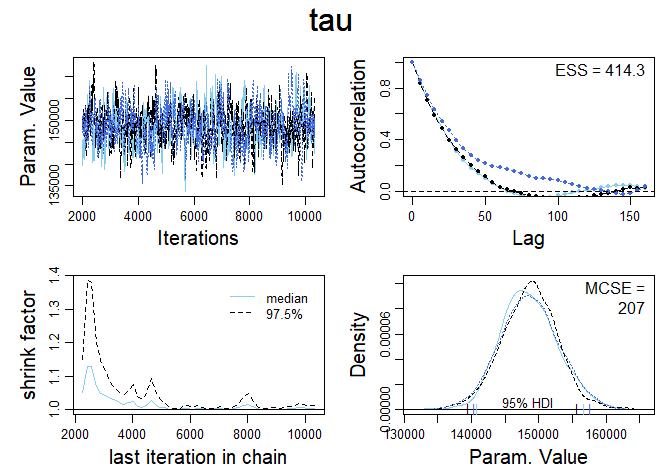 tau
Param. Value
135000
150000
2000
4000
6000
8000
10000
Iterations
Autocorrelation
0.0
0.4
0.8
ESS = 414.3
0
50
100
150
Lag
shrink factor
1.0
1.1
1.2
1.3
1.4
median
97.5%
2000
4000
6000
8000
10000
last iteration in chain
Density
0.00000
0.00006
MCSE =
207
95% HDI
130000
140000
150000
160000
Param. Value